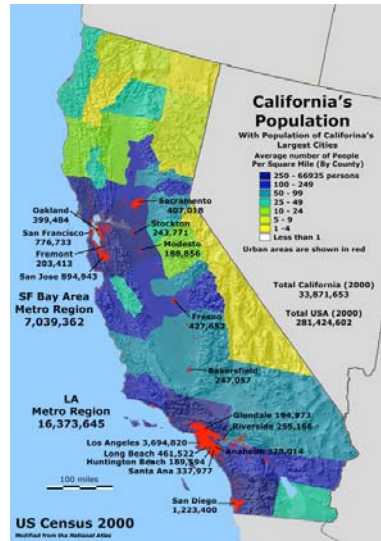 California's
Population
With Population of Califorina's
Largest Cities
Average number of People
Per Square Mile (By County)
250 - 66935 persons
100 - 249
50 - 99
25 - 49
10 - 24
5 - 9
1 -4
Less than 1
Urban areas are shown in red
Total California (2000)
33,871,653
Total USA (2000)
281,424,602
Sacramento
407,018
Oakland
399,484
San Francisco
776,733
Stockton
243,771
Modesto
188,856
Fremont
203,413
San Jose 894,943
SF Bay Area
Metro Region
7,039,362
Fresno
427,652
Bakersfield
247,057
LA
Metro Region
16,373,645
Glendale 194,973
Riverside 255,166
Los Angeles 3,694,820
Long Beach 461,522
Anaheim 328,014
Huntington Beach 189,594
Santa Ana 337,977
100 miles
San Diego
1,223,400
US Census 2000
Modified from the National Atlas